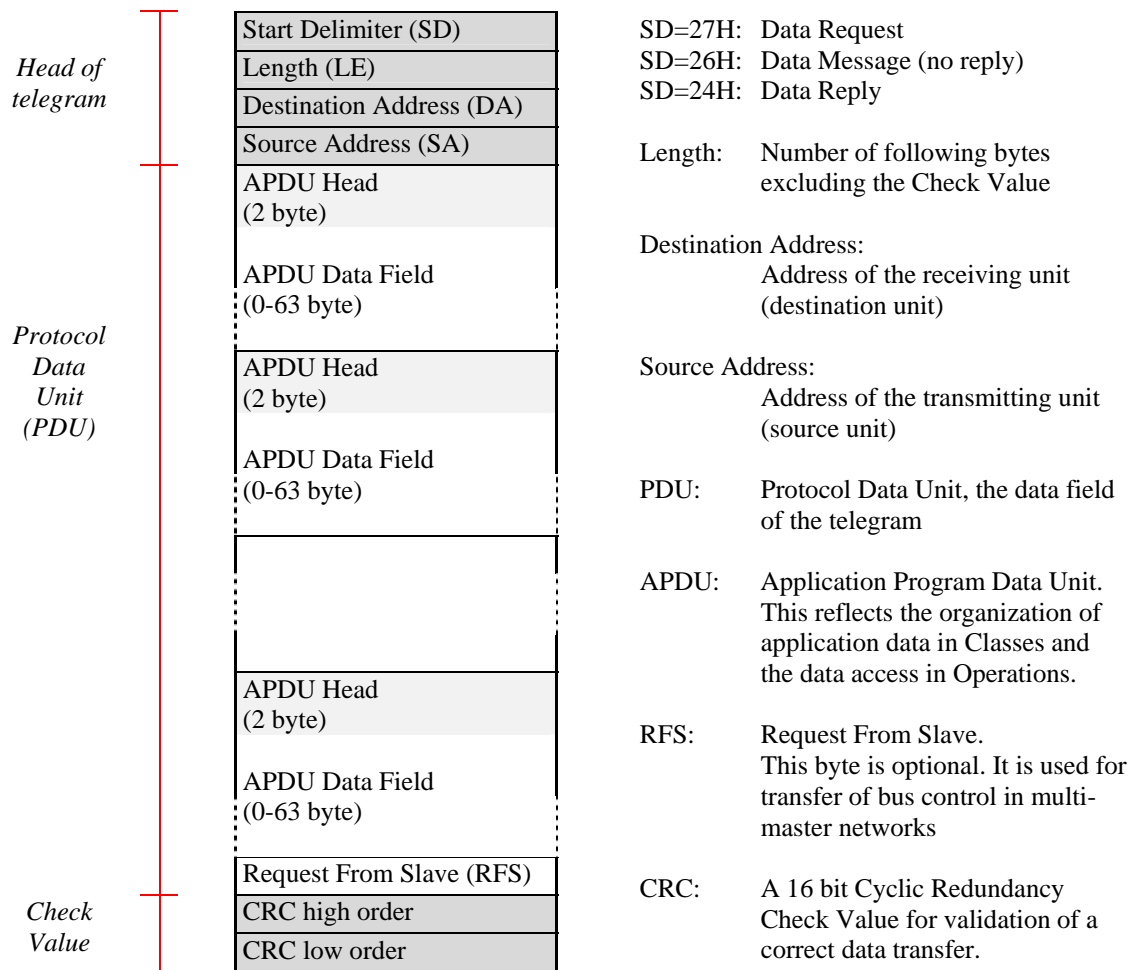 Head of
telegram
Protocol
Data
Unit
(PDU)
Check
Value
Start Delimiter (SD)
Length (LE)
Destination Address (DA)
Source Address (SA)
APDU Head
(2 byte)
APDU Data Field
(0-63 byte)
APDU Head
(2 byte)
APDU Data Field
(0-63 byte)
APDU Head
(2 byte)
APDU Data Field
(0-63 byte)
Request From Slave (RFS)
CRC high order
CRC low order
SD=27H: Data Request
SD=26H: Data Message (no reply)
SD=24H: Data Reply
Length: Number of following bytes
excluding the Check Value
Destination Address:
Address of the receiving unit
(destination unit)
Source Address:
Address of the transmitting unit
(source unit)
PDU: Protocol Data Unit, the data field
of the telegram
APDU: Application Program Data Unit.
This reflects the organization of
application data in Classes and
the data access in Operations.
RFS: Request From Slave.
This byte is optional. It is used for
transfer of bus control in multi-
master networks
CRC: A 16 bit Cyclic Redundancy
Check Value for validation of a
correct data transfer.